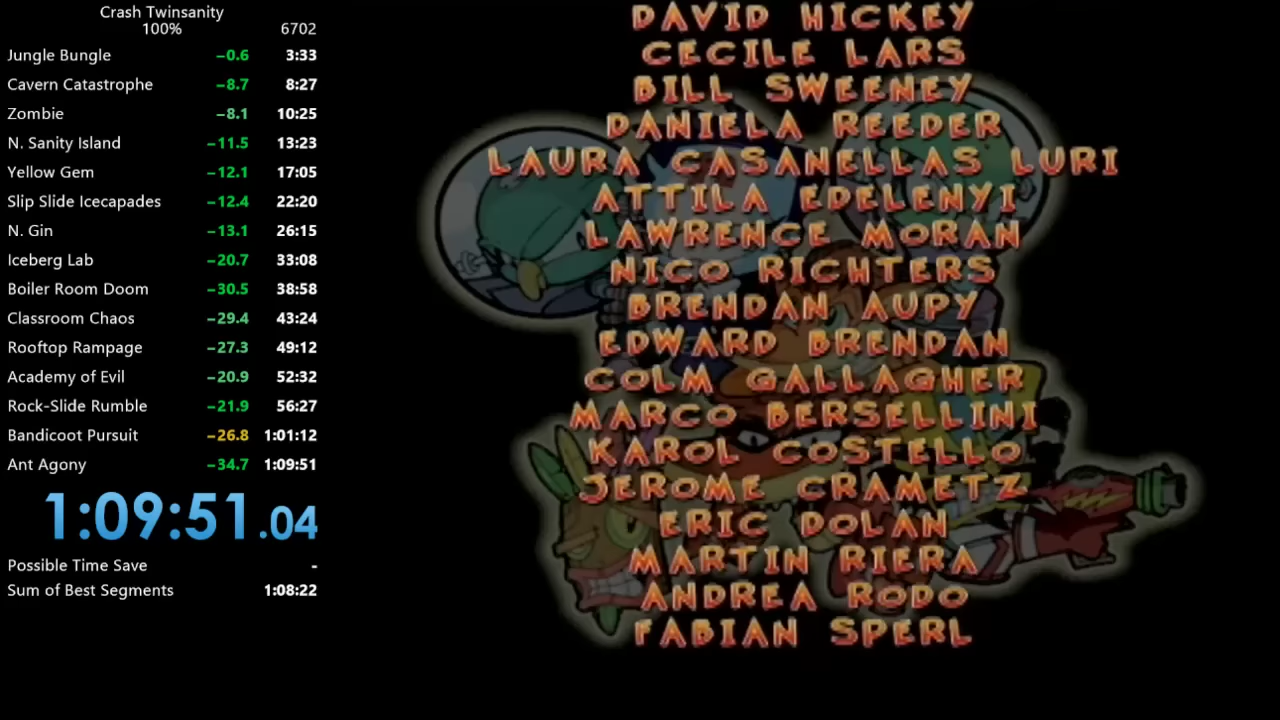 Crash Twinsanity
100% 6702
Jungle Bungle −0.6 3:33
Cavern Catastrophe −8.7 8:27
Zombie −8.1 10:25
N. Sanity Island −11.5 13:23
Yellow Gem −12.1 17:05
Slip Slide Icecapades −12.4 22:20
N. Gin −13.1 26:15
Iceberg Lab −20.7 33:08
Boiler Room Doom −30.5 38:58
Classroom Chaos −29.4 43:24
Rooftop Rampage −27.3 49:12
Academy of Evil −20.9 52:32
Rock-Slide Rumble −21.9 56:27
Bandicoot Pursuit −26.8 1:01:12
Ant Agony −34.7 1:09:51
1:09:51.04
Possible Time Save -
Sum of Best Segments 1:08:22
DAVID HICKEY
CECILE LARS
BILL SWEENEY
DANIELA REEDER
LAURA CASANELLAS LURI
ATTILA EDELENYI
LAWRENCE MORAN
NICO RICHTERS
BRENDAN AUPY
EDWARD BRENDAN
COLM GALLAGHER
MARCO BERSELLINI
KAROL COSTELLO
JEROME CRAMETZ
ERIC DOLAN
MARTIN RIERA
ANDREA RODO
FABIAN SPERL